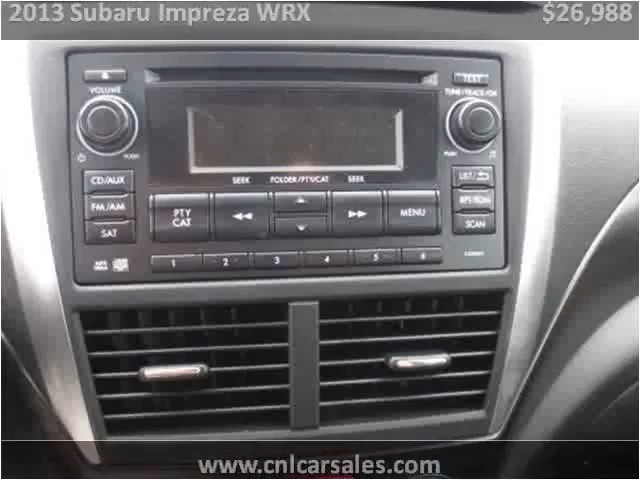 2013 Subaru Impreza WRX $26,988
VOLUME
TEXT
TUNE/TRACK/CH
PUSH
PUSH
SEEK FOLDER/PTY/CAT SEEK
CD/AUX
LIST/
FM/AM
PTY CAT
MENU
RPT/RDM
SAT
SCAN
1 2 3 4 5 6
www.cnlcarsales.com